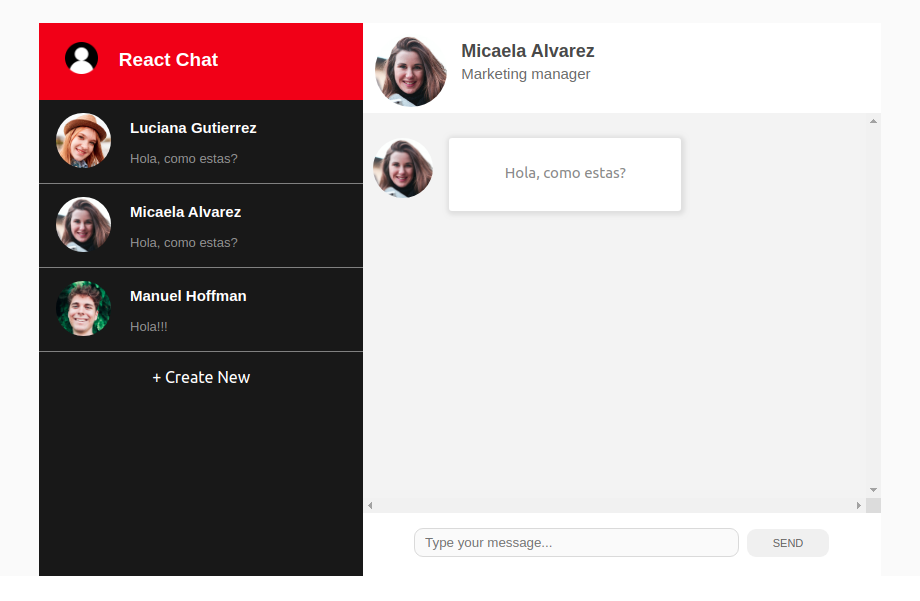 React Chat
Luciana Gutierrez
Hola, como estas?
Micaela Alvarez
Hola, como estas?
Manuel Hoffman
Hola!!!
+ Create New
Micaela Alvarez
Marketing manager
Hola, como estas?
Type your message...
SEND